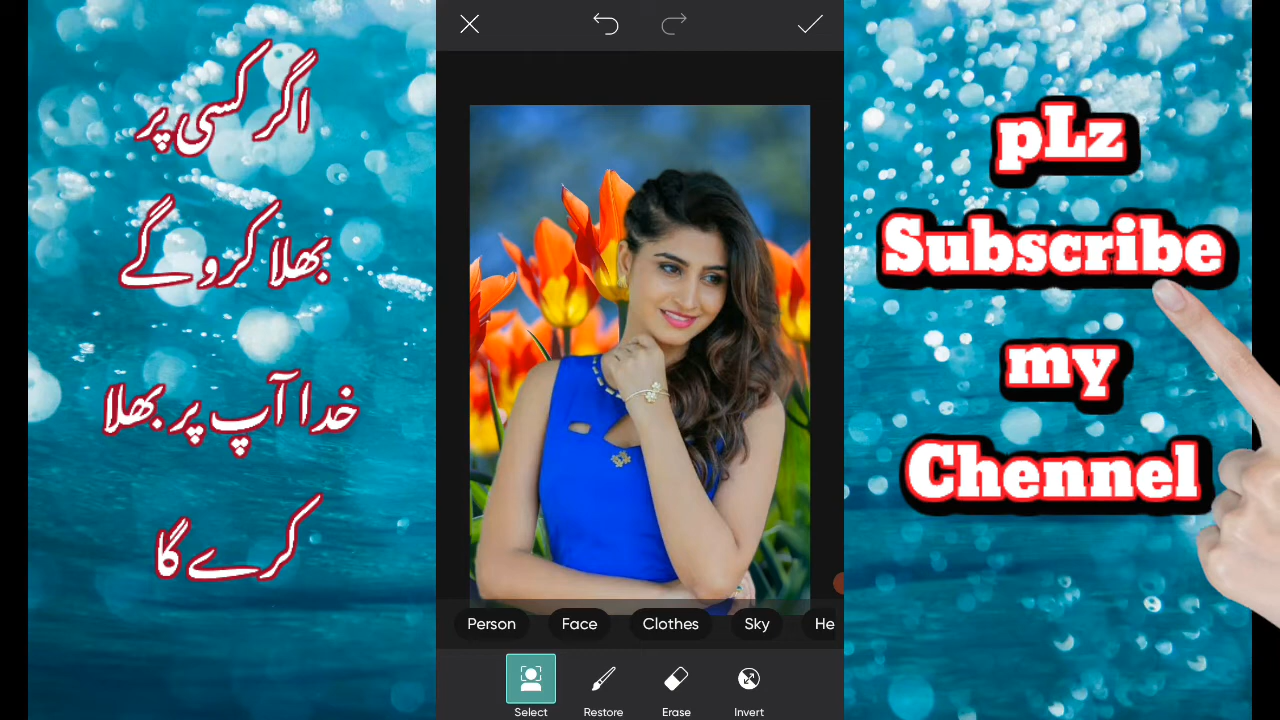 اگر کسی پر
بھلا کرو گے
خدا آپ پر بھلا
کرے گا
Person
Face
Clothes
Sky
He
Select
Restore
Erase
Invert
pLz
Subscribe
my
Chennel